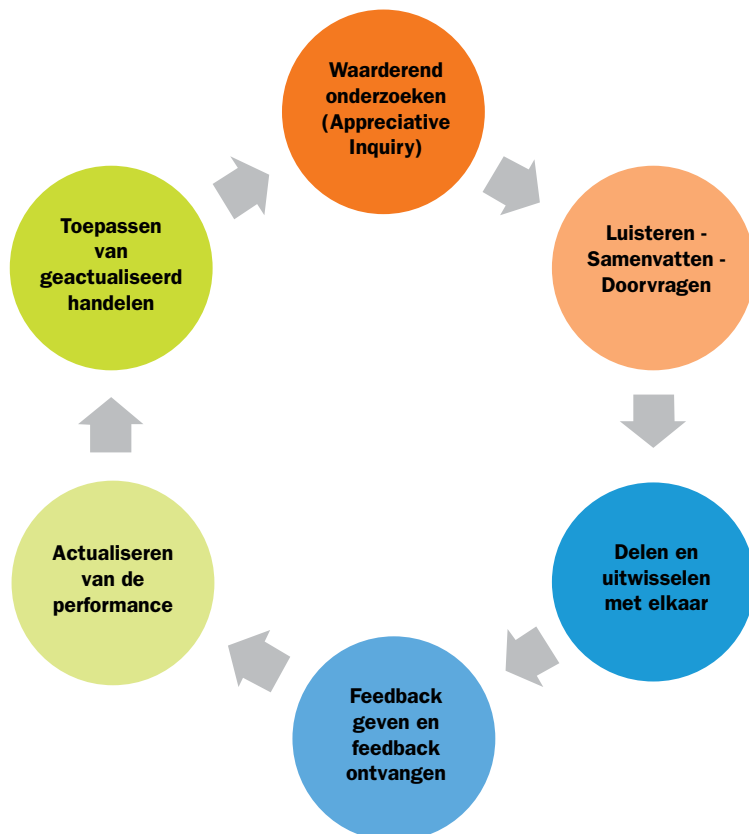 Waarderend
onderzoeken
(Appreciative
Inquiry)
Luisteren -
Samenvatten -
Doorvragen
Delen en
uitwisselen
met elkaar
Feedback
geven en
feedback
ontvangen
Actualiseren
van de
performance
Toepassen
van
geactualiseerd
handelen